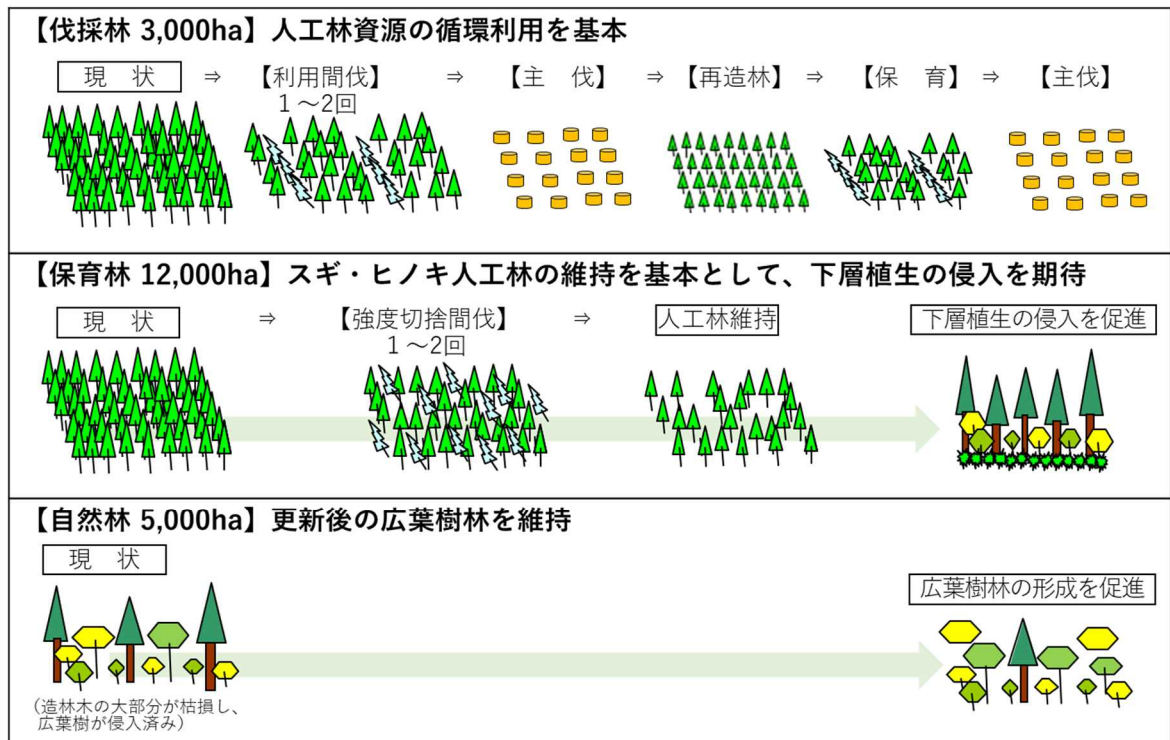 【伐採林 3,000ha】人工林資源の循環利用を基本
現　状 ⇒ 【利用間伐】 ⇒ 【主　伐】 ⇒ 【再造林】 ⇒ 【保　育】 ⇒ 【主伐】
１～２回
【保育林 12,000ha】スギ・ヒノキ人工林の維持を基本として、下層植生の侵入を期待
現　状 ⇒ 【強度切捨間伐】 ⇒ 人工林維持 下層植生の侵入を促進
１～２回
【自然林 5,000ha】更新後の広葉樹林を維持
現　状
広葉樹林の形成を促進
（造林木の大部分が枯損し、
広葉樹が侵入済み）